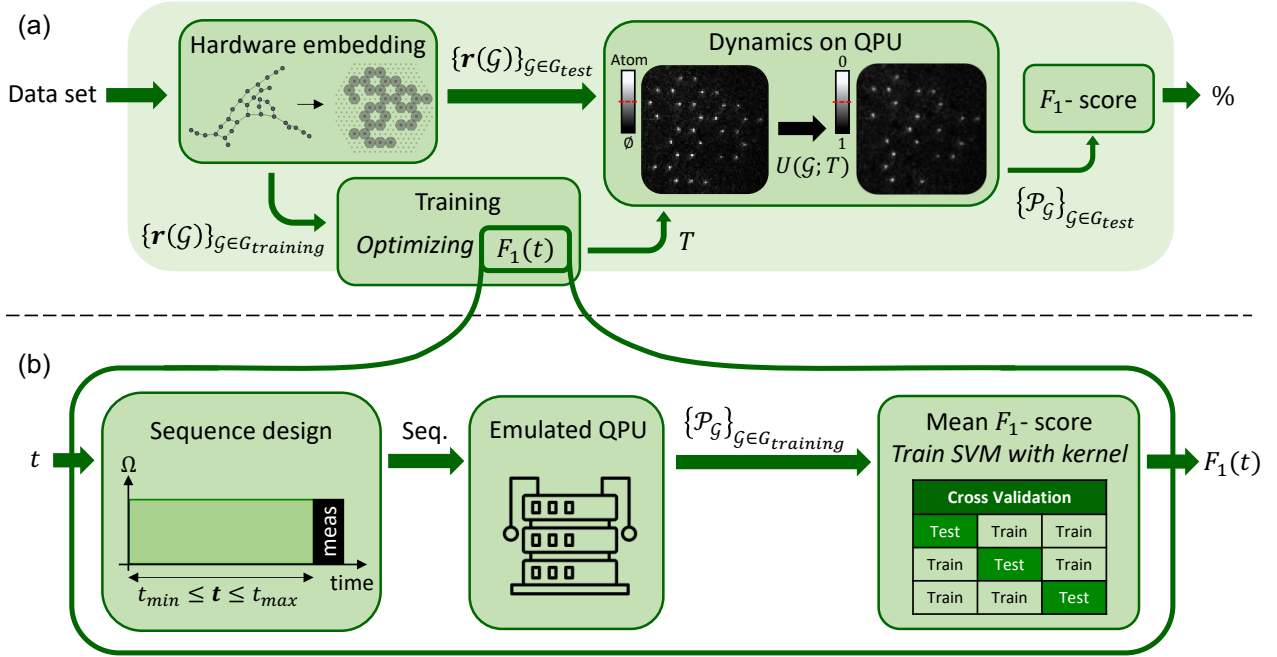 (a)
Hardware embedding
Data set
{𝒓(𝒢)}𝒢∈G_test
Dynamics on QPU
Atom
Ø
U(𝒢; T)
0
1
F₁- score
%
{𝒫_𝒢}𝒢∈G_test
{𝒓(𝒢)}𝒢∈G_training
Training
Optimizing F₁(t)
T
(b)
t
Sequence design
Ω
meas
time
t_min ≤ 𝒕 ≤ t_max
Seq.
Emulated QPU
{𝒫_𝒢}𝒢∈G_training
Mean F₁- score
Train SVM with kernel
Cross Validation
Test Train Train
Train Test Train
Train Train Test
F₁(t)